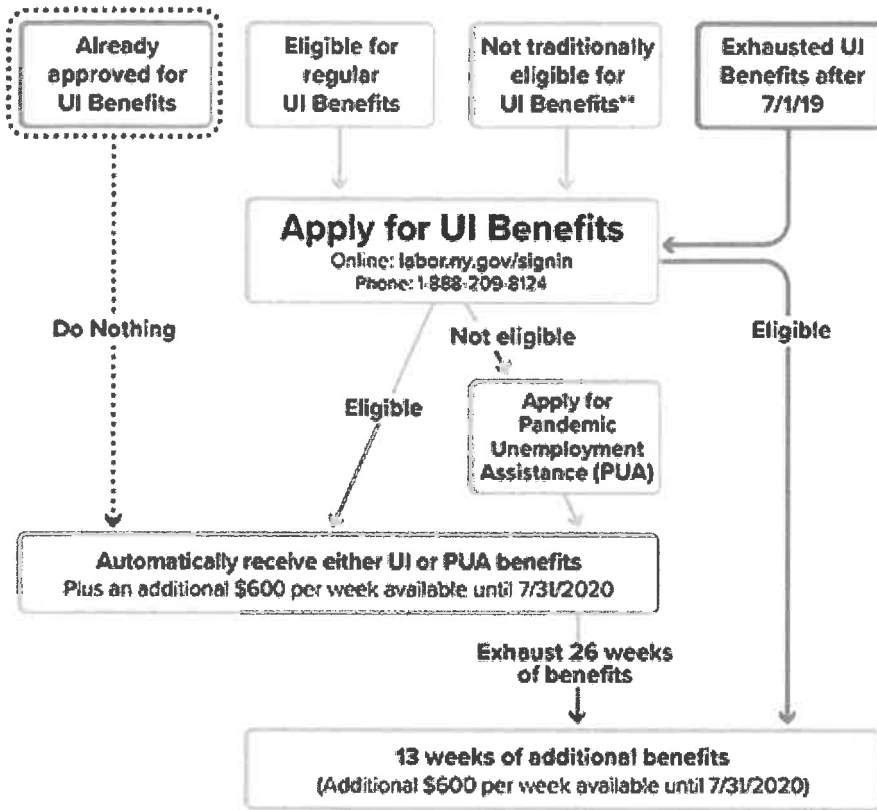 Already
approved for
UI Benefits
Eligible for
regular
UI Benefits
Not traditionally
eligible for
UI Benefits**
Exhausted UI
Benefits after
7/1/19
Apply for UI Benefits
Online: labor.ny.gov/signin
Phone: 1-888-209-8124
Do Nothing
Not eligible
Eligible
Eligible
Apply for
Pandemic
Unemployment
Assistance (PUA)
Automatically receive either UI or PUA benefits
Plus an additional $600 per week available until 7/31/2020
Exhaust 26 weeks
of benefits
13 weeks of additional benefits
(Additional $600 per week available until 7/31/2020)